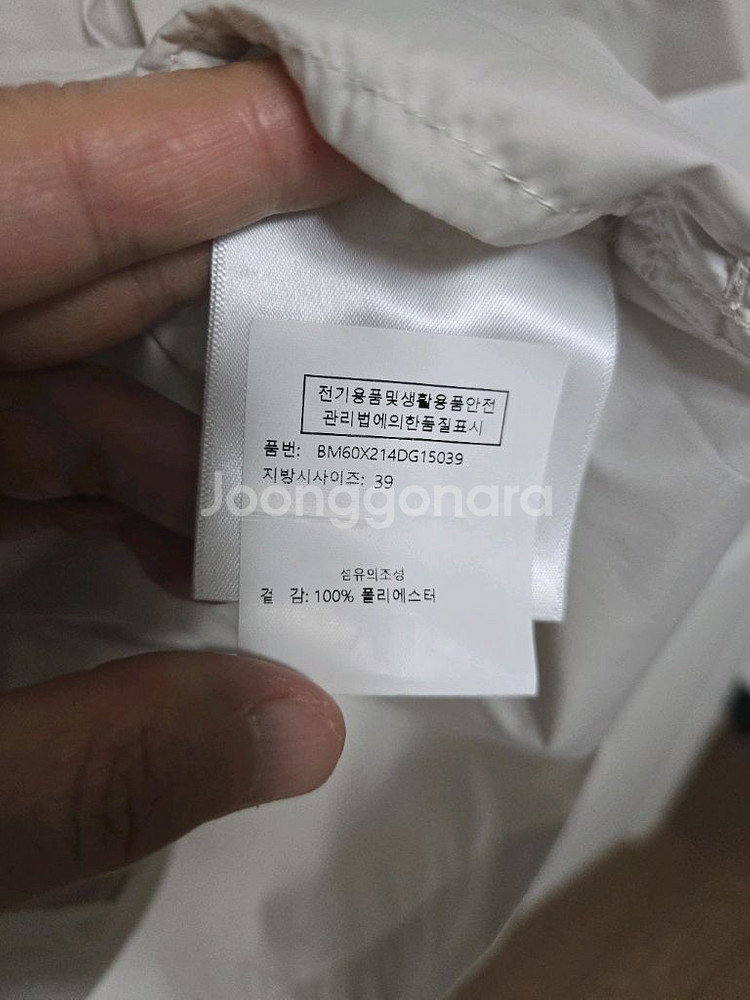 전기용품및생활용품안전
관리법에의한품질표시
품번: BM60X214DG15039
지방시사이즈: 39
Joonggonara
섬유의조성
겉 감: 100% 폴리에스터